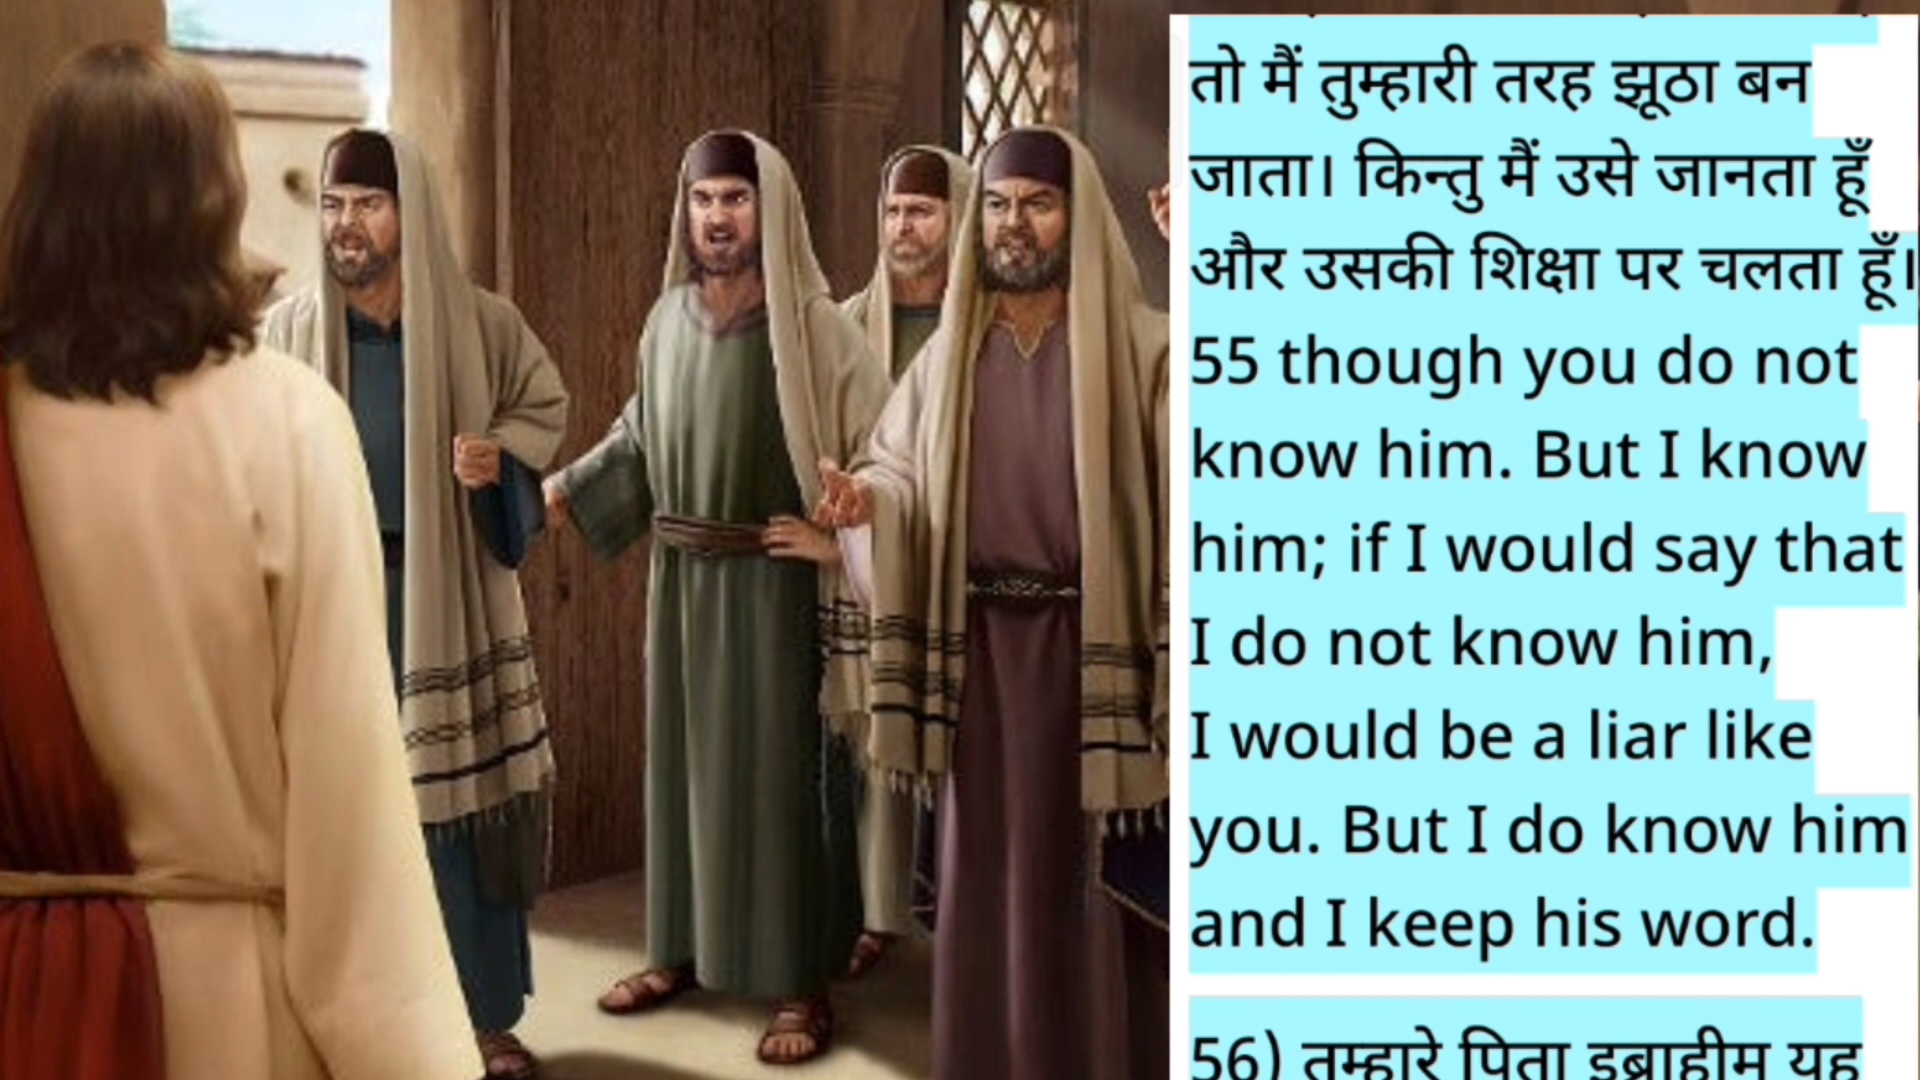 तो मैं तुम्हारी तरह झूठा बन
जाता। किन्तु मैं उसे जानता हूँ
और उसकी शिक्षा पर चलता हूँ।
55 though you do not
know him. But I know
him; if I would say that
I do not know him,
I would be a liar like
you. But I do know him
and I keep his word.
56) तुम्हारे पिता इब्राहीम यह